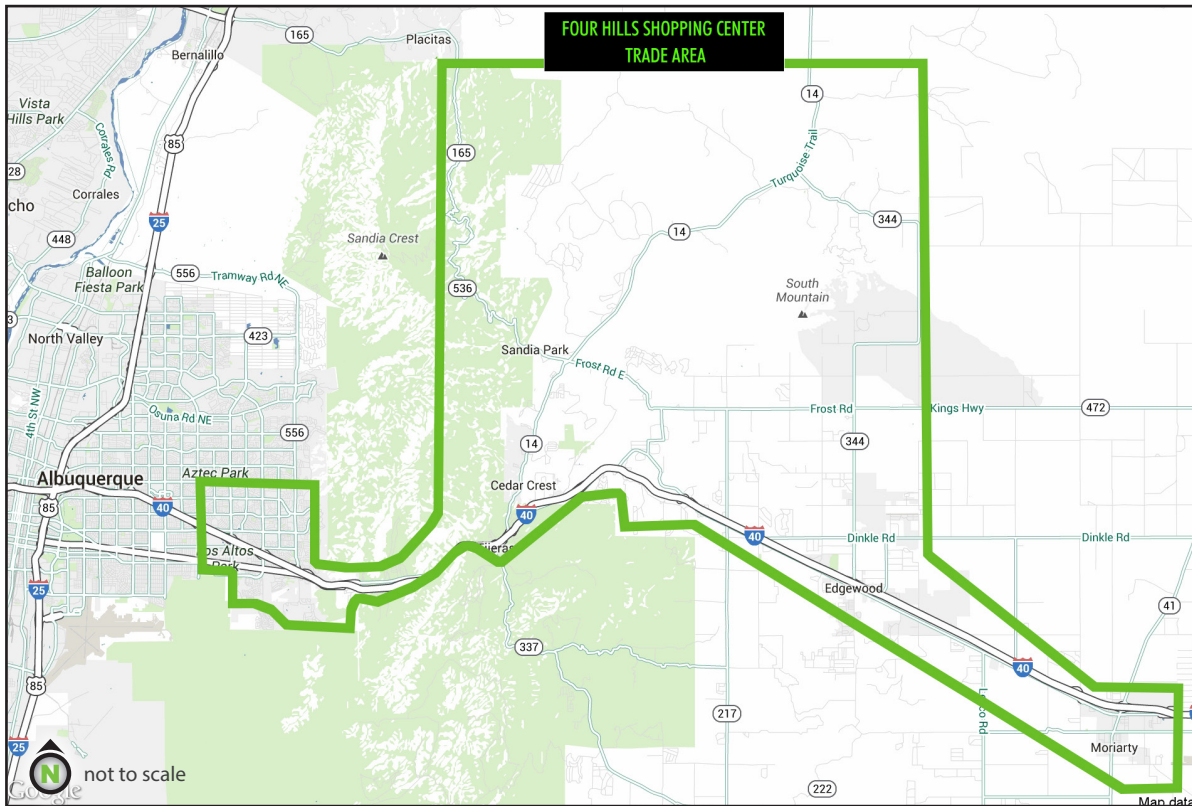 FOUR HILLS SHOPPING CENTER
TRADE AREA
165
Placitas
Bernalillo
14
Vista
Hills Park
Corrales Rd
85
165
28
Turquoise Trail
Corrales
cho
25
344
14
448
Sandia Crest
Balloon
Fiesta Park
556
Tramway Rd NE
536
South
Mountain
North Valley
423
Sandia Park
Frost Rd E
4th St NW
Osuna Rd NE
556
Frost Rd
Kings Hwy
472
14
344
Aztec Park
Albuquerque
Cedar Crest
85
40
40
40
Dinkle Rd
Dinkle Rd
Los Altos
Park
25
Edgewood
41
337
40
85
217
25
Moriarty
N
not to scale
Google
222
Map data